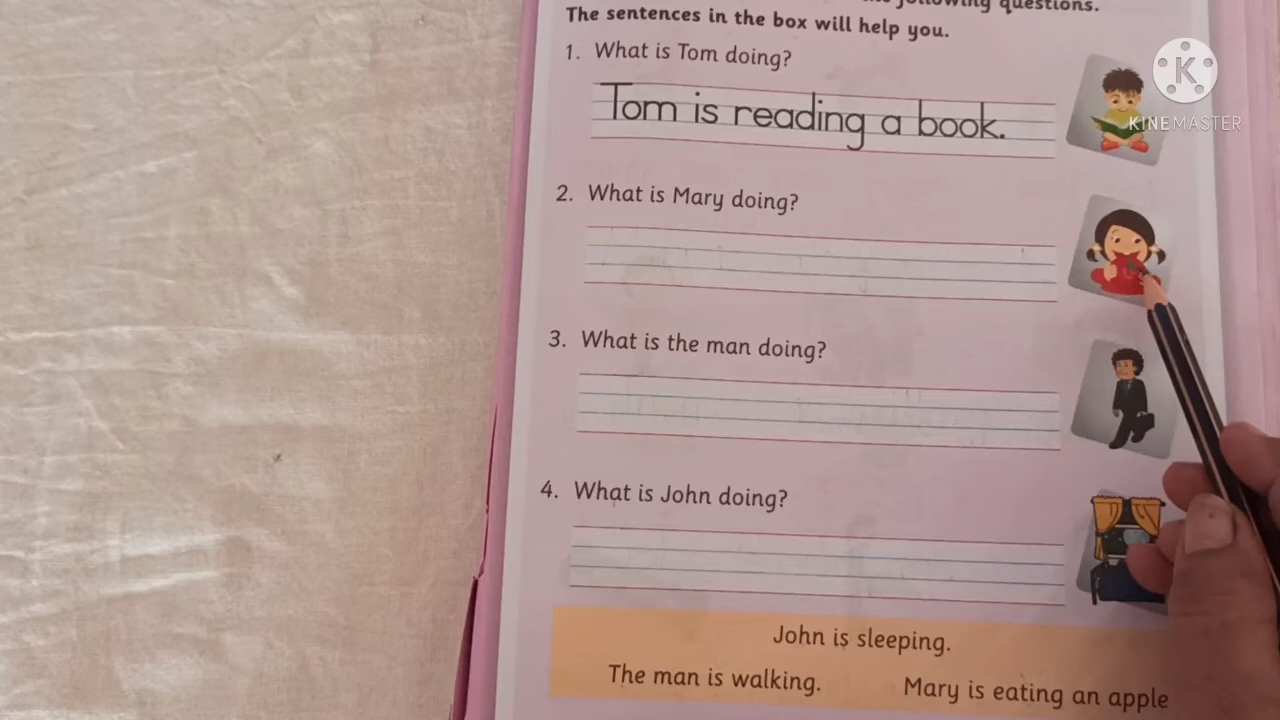 following questions.
The sentences in the box will help you.
1. What is Tom doing?
Tom is reading a book.
2. What is Mary doing?
3. What is the man doing?
4. What is John doing?
John is sleeping.
The man is walking. Mary is eating an apple
K
KINEMASTER